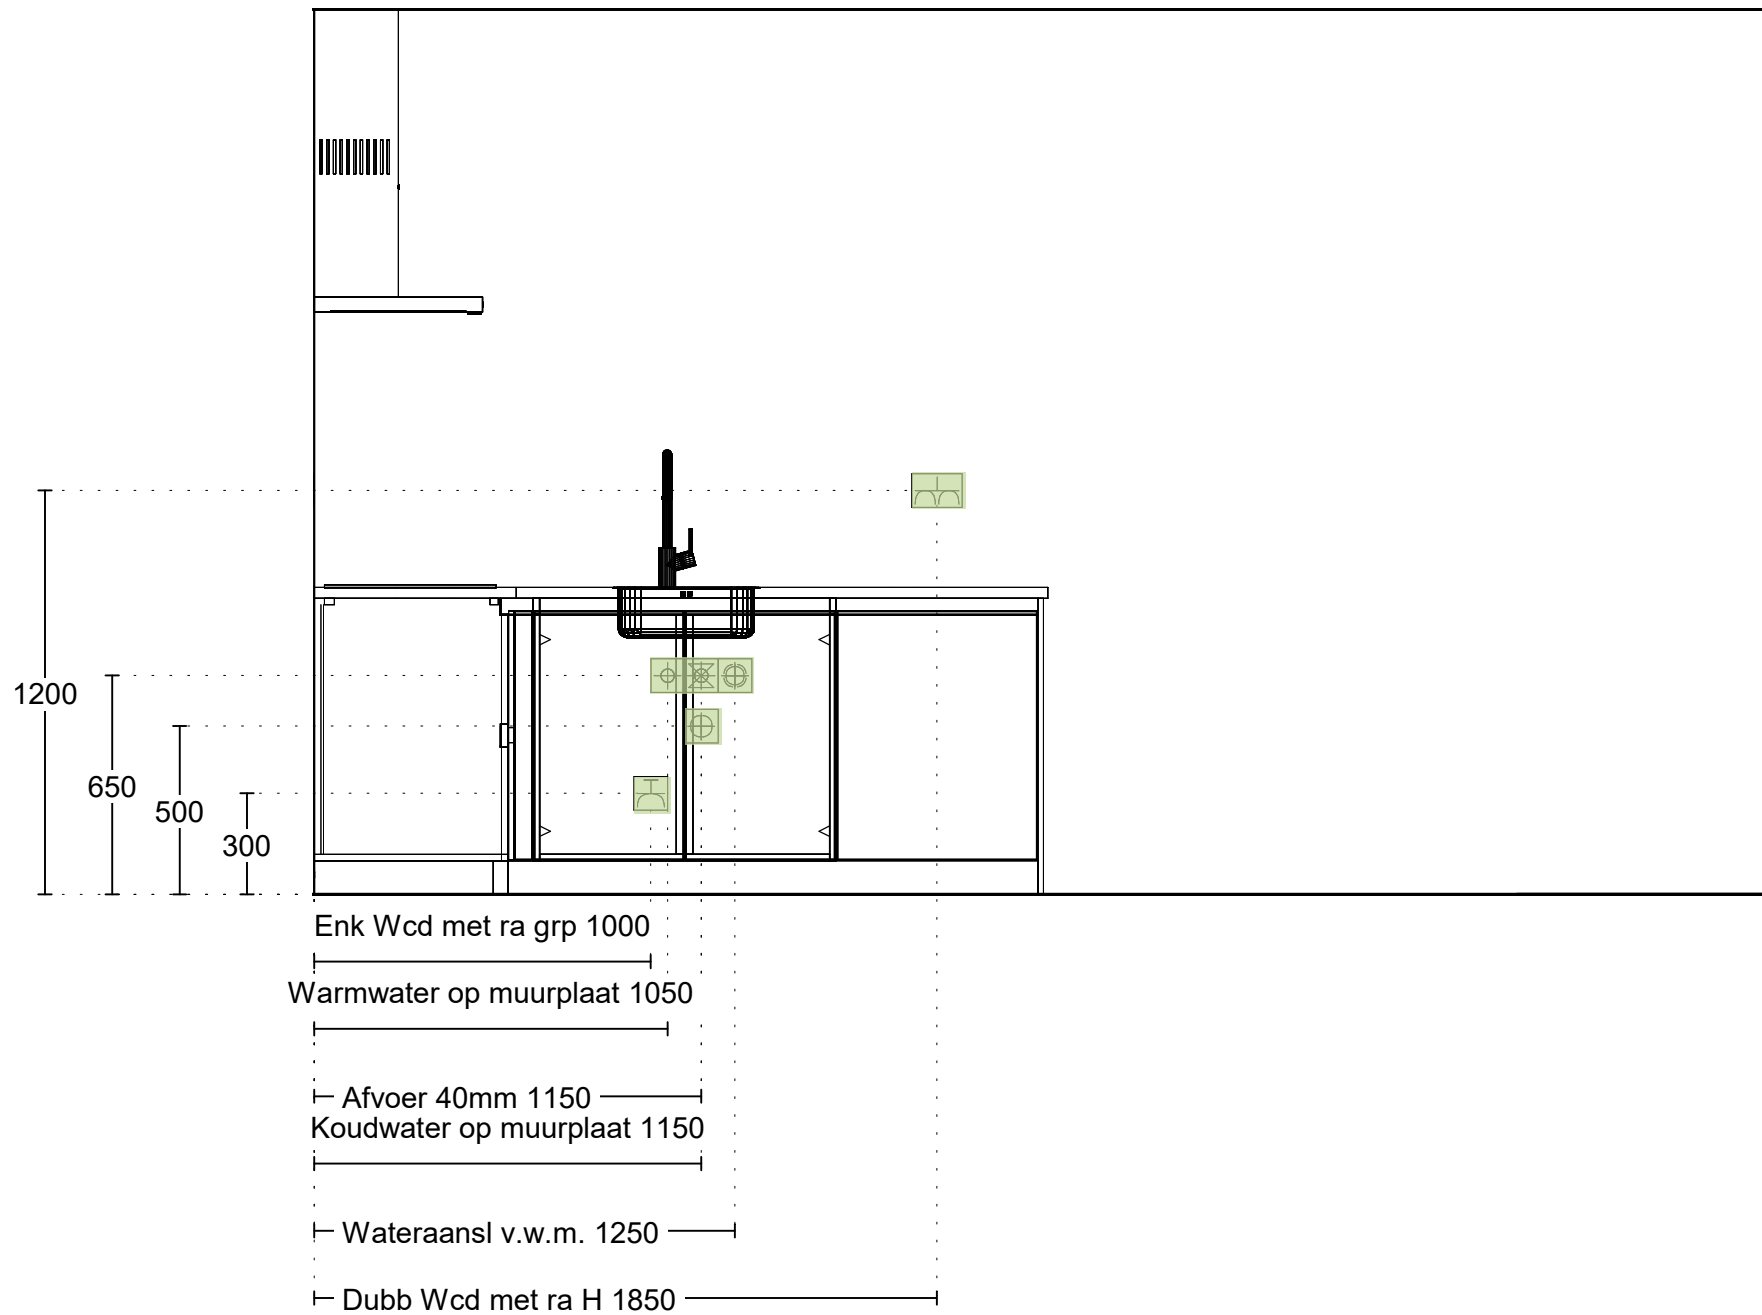 1200
650
500
300
Enk Wcd met ra grp 1000
Warmwater op muurplaat 1050
Afvoer 40mm 1150
Koudwater op muurplaat 1150
Wateraansl v.w.m. 1250
Dubb Wcd met ra H 1850